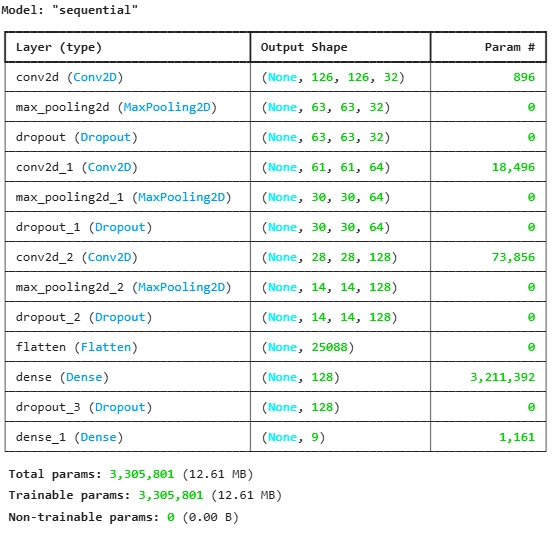 Model: "sequential"
Layer (type) Output Shape Param #
conv2d (Conv2D) (None, 126, 126, 32) 896
max_pooling2d (MaxPooling2D) (None, 63, 63, 32) 0
dropout (Dropout) (None, 63, 63, 32) 0
conv2d_1 (Conv2D) (None, 61, 61, 64) 18,496
max_pooling2d_1 (MaxPooling2D) (None, 30, 30, 64) 0
dropout_1 (Dropout) (None, 30, 30, 64) 0
conv2d_2 (Conv2D) (None, 28, 28, 128) 73,856
max_pooling2d_2 (MaxPooling2D) (None, 14, 14, 128) 0
dropout_2 (Dropout) (None, 14, 14, 128) 0
flatten (Flatten) (None, 25088) 0
dense (Dense) (None, 128) 3,211,392
dropout_3 (Dropout) (None, 128) 0
dense_1 (Dense) (None, 9) 1,161
Total params: 3,305,801 (12.61 MB)
Trainable params: 3,305,801 (12.61 MB)
Non-trainable params: 0 (0.00 B)